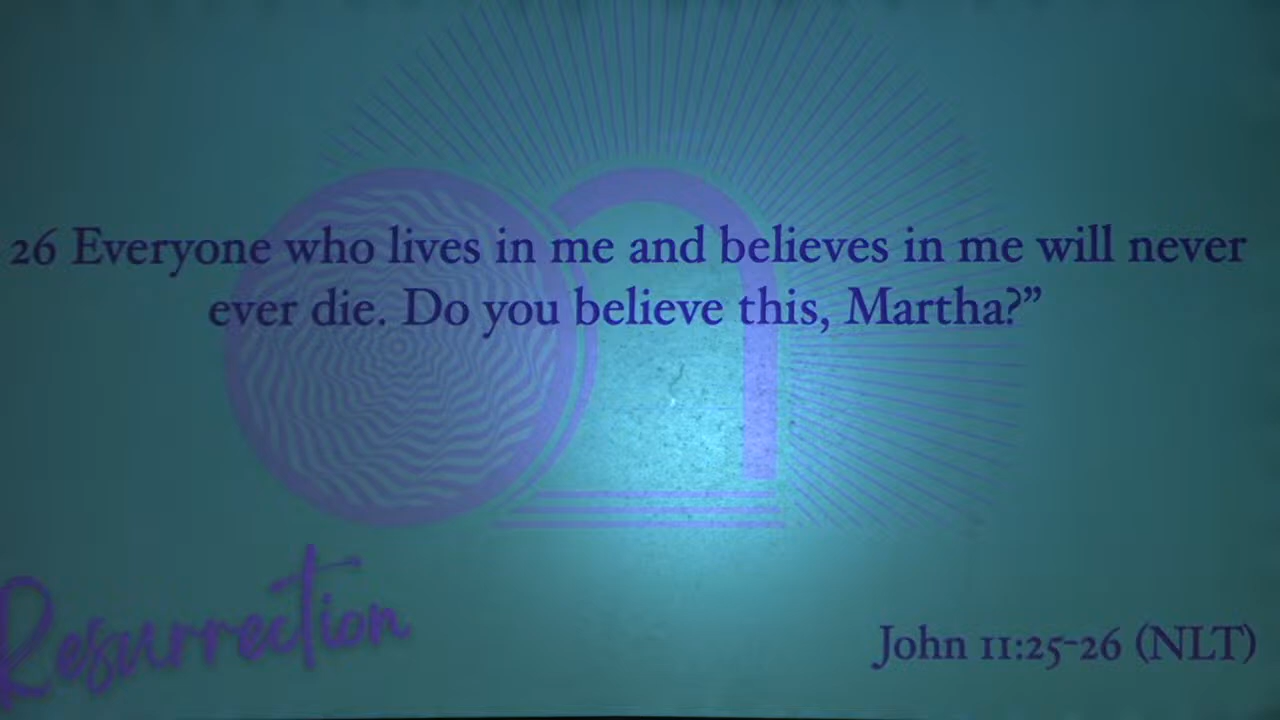 26 Everyone who lives in me and believes in me will never
ever die. Do you believe this, Martha?”
Resurrection
John 11:25-26 (NLT)